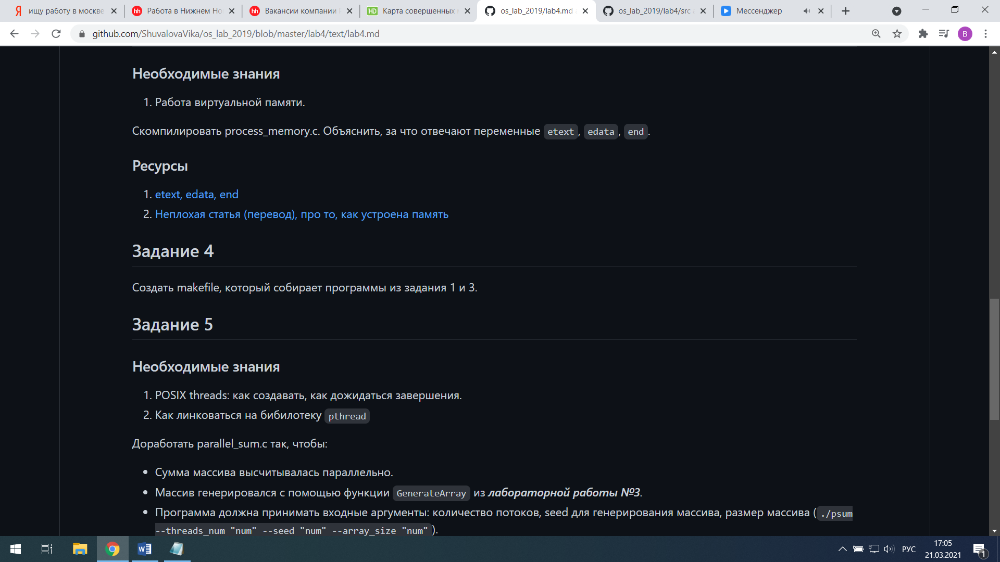 ищу работу в москве
Работа в Нижнем Но
Вакансии компании
Карта совершенных
os_lab_2019/lab4.md
os_lab_2019/lab4/src
Мессенджер
github.com/ShuvalovaVika/os_lab_2019/blob/master/lab4/text/lab4.md
B
Необходимые знания
1. Работа виртуальной памяти.
Скомпилировать process_memory.c. Объяснить, за что отвечают переменные etext, edata, end.
Ресурсы
1. etext, edata, end
2. Неплохая статья (перевод), про то, как устроена память
Задание 4
Создать makefile, который собирает программы из задания 1 и 3.
Задание 5
Необходимые знания
1. POSIX threads: как создавать, как дожидаться завершения.
2. Как линковаться на бибилотеку pthread
Доработать parallel_sum.c так, чтобы:
Сумма массива высчитывалась параллельно.
Массив генерировался с помощью функции GenerateArray из лабораторной работы №3.
Программа должна принимать входные аргументы: количество потоков, seed для генерирования массива, размер массива ( ./psum
--threads_num "num" --seed "num" --array_size "num" ).
РУС
17:05
21.03.2021
1